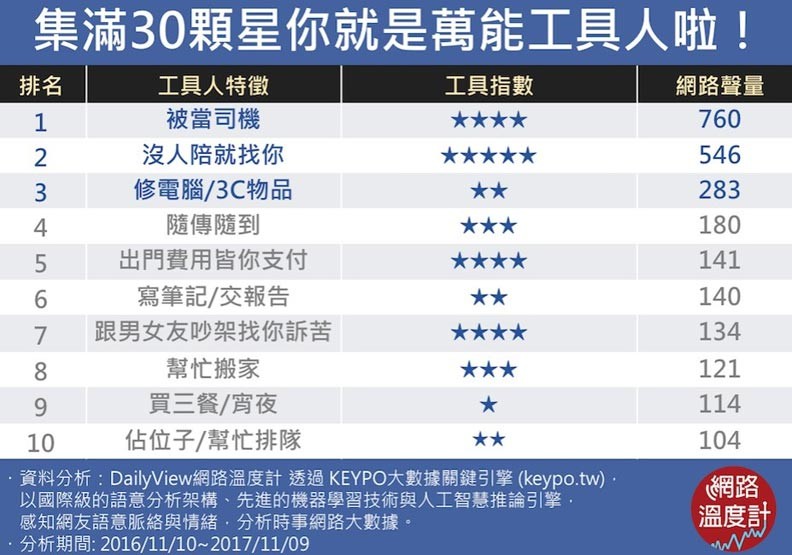 集滿30顆星你就是萬能工具人啦！
排名 工具人特徵 工具指數 網路聲量
1 被當司機 ★★★★ 760
2 沒人陪就找你 ★★★★★ 546
3 修電腦/3C物品 ★★ 283
4 隨傳隨到 ★★★ 180
5 出門費用皆你支付 ★★★★ 141
6 寫筆記/交報告 ★★ 140
7 跟男女友吵架找你訴苦 ★★★★ 134
8 幫忙搬家 ★★★ 121
9 買三餐/宵夜 ★ 114
10 佔位子/幫忙排隊 ★★ 104
．資料分析：DailyView網路溫度計 透過 KEYPO大數據關鍵引擎 (keypo.tw)，
以國際級的語意分析架構、先進的機器學習技術與人工智慧推論引擎，
感知網友語意脈絡與情緒，分析時事網路大數據。
．分析期間: 2016/11/10~2017/11/09
網路
溫度計